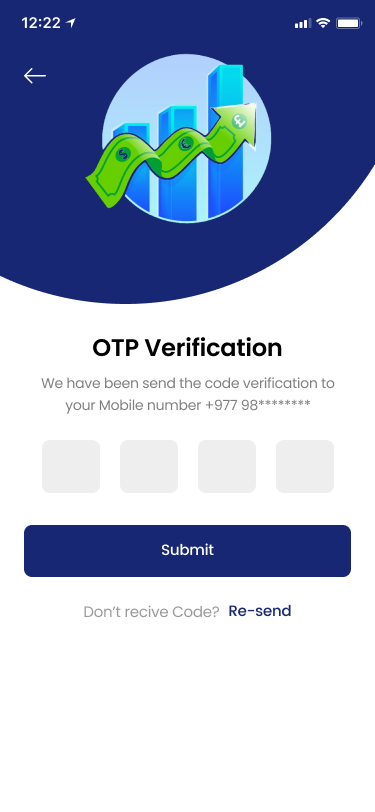 12:22
OTP Verification
We have been send the code verification to
your Mobile number +977 98********
Submit
Don't recive Code? Re-send